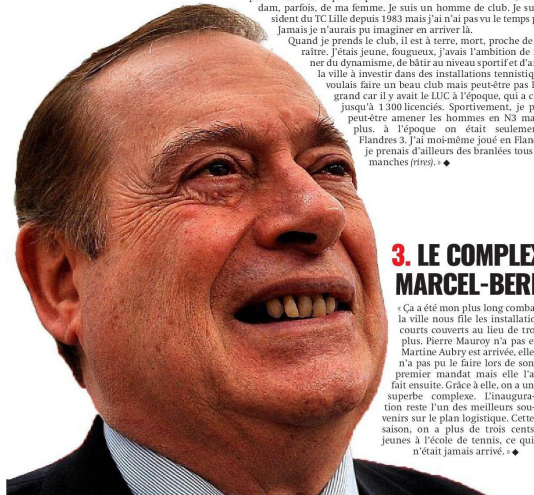 dam, parfois, de ma femme. Je suis un homme de club. Je su
sident du TC Lille depuis 1983 mais j'ai n'ai pas vu le temps p
Jamais je n'aurais pu imaginer en arriver là.
Quand je prends le club, il est à terre, mort, proche de
raître. J'étais jeune, fougueux, j'avais l'ambition de
ner du dynamisme, de bâtir au niveau sportif et d'a
la ville à investir dans des installations tennistiq
voulais faire un beau club mais peut-être pas
grand car il y avait le LUC à l'époque, qui a c
jusqu'à 1 300 licenciés. Sportivement, je p
peut-être amener les hommes en N3 ma
plus. à l'époque on était seulemen
Flandres 3. J'ai moi-même joué en Flan
je prenais d'ailleurs des branlées tous
manches (rires). » ◆
3. LE COMPLEX
MARCEL-BER
« Ça a été mon plus long comba
la ville nous file les installatio
courts couverts au lieu de tro
plus. Pierre Mauroy n'a pas e
Martine Aubry est arrivée, elle
n'a pas pu le faire lors de son
premier mandat mais elle l'a
fait ensuite. Grâce à elle, on a un
superbe complexe. L'inaugura-
tion reste l'un des meilleurs sou-
venirs sur le plan logistique. Cette
saison, on a plus de trois cents
jeunes à l'école de tennis, ce qui
n'était jamais arrivé. » ◆